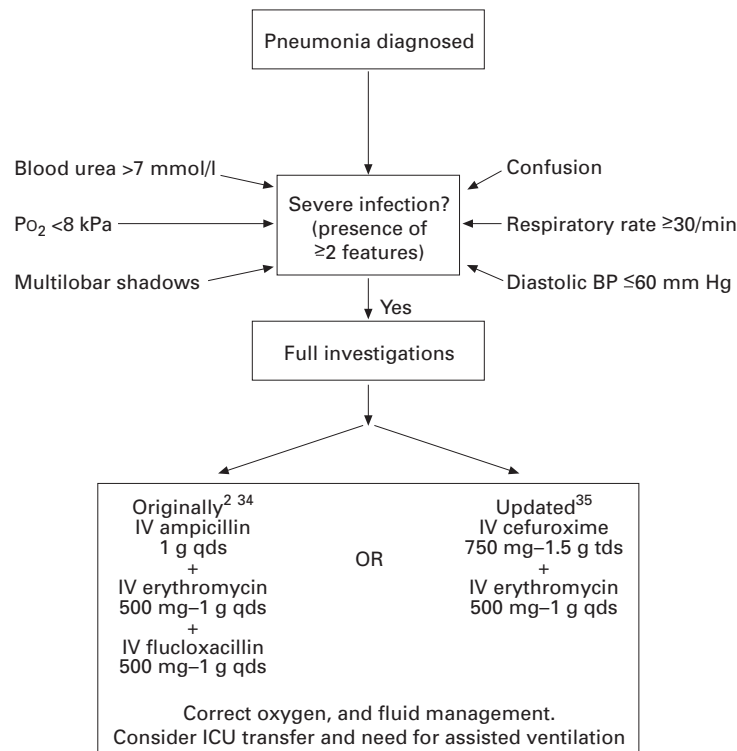 Pneumonia diagnosed
Blood urea >7 mmol/l
PO₂ <8 kPa
Multilobar shadows
Severe infection?
(presence of
≥2 features)
Confusion
Respiratory rate ≥30/min
Diastolic BP ≤60 mm Hg
Yes
Full investigations
Originally² ³⁴
IV ampicillin
1 g qds
+
IV erythromycin
500 mg–1 g qds
+
IV flucloxacillin
500 mg–1 g qds
OR
Updated³⁵
IV cefuroxime
750 mg–1.5 g tds
+
IV erythromycin
500 mg–1 g qds
Correct oxygen, and fluid management.
Consider ICU transfer and need for assisted ventilation